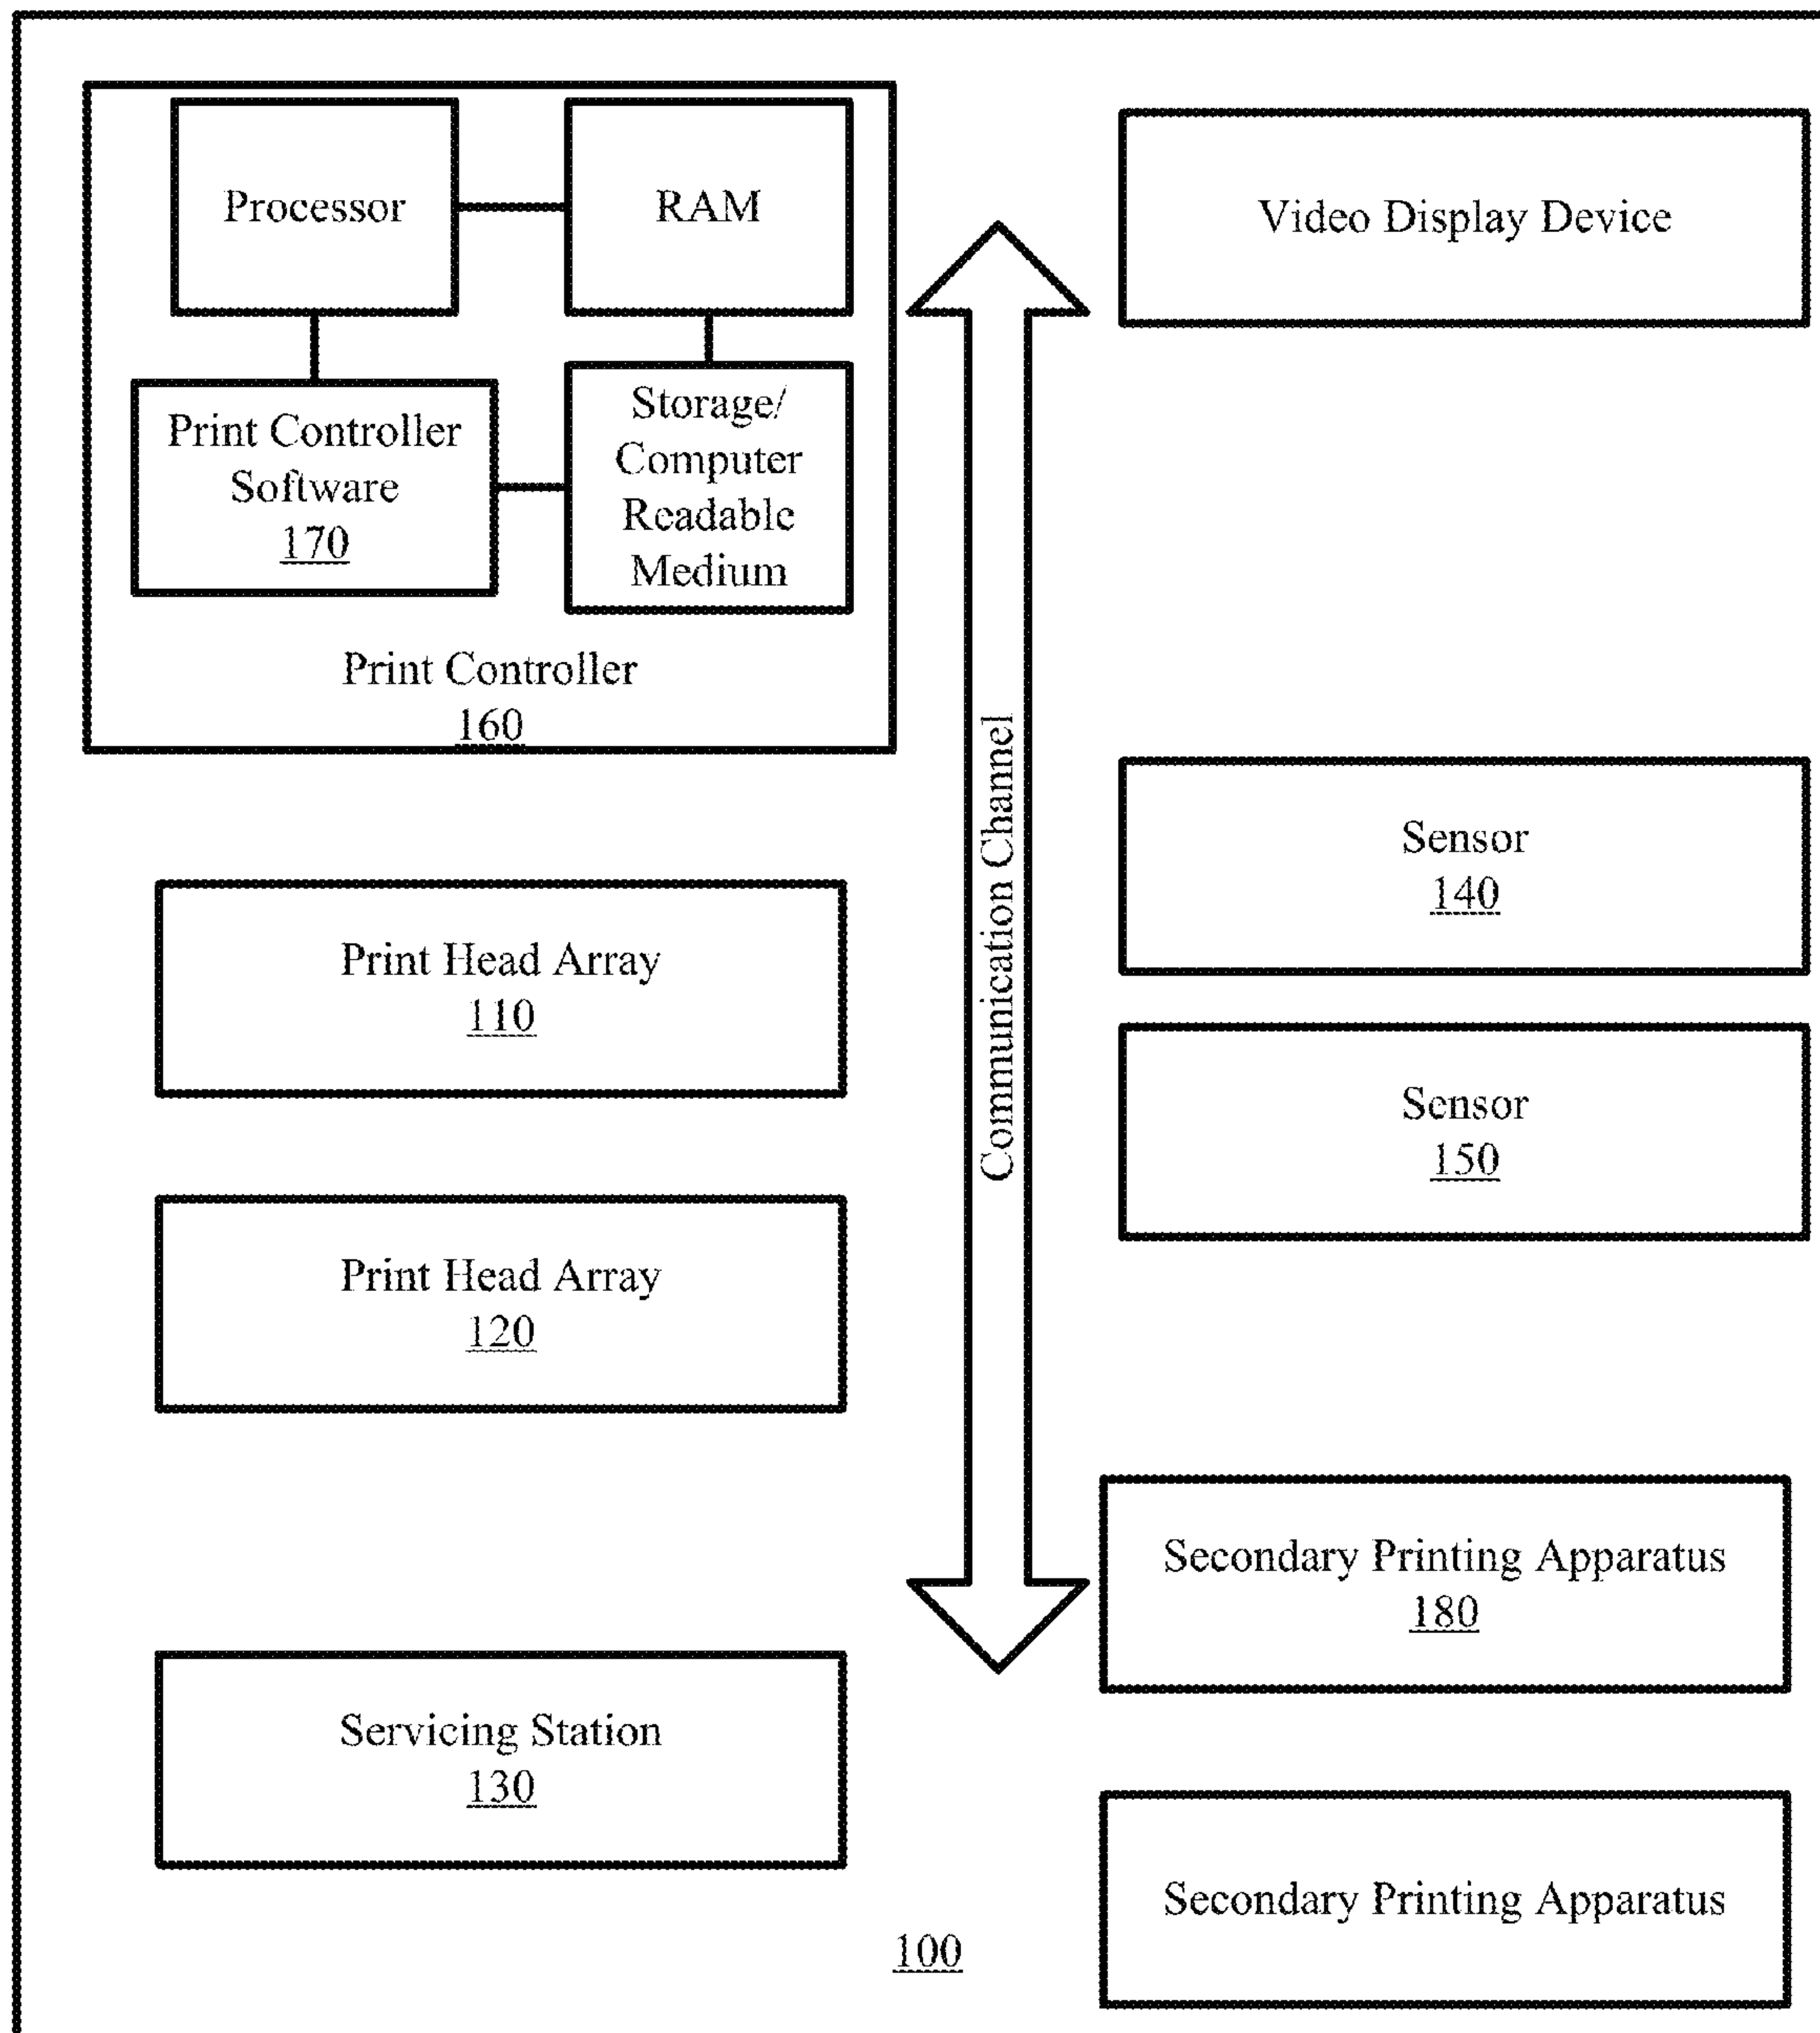 Processor
RAM
Print Controller
Software
170
Storage/
Computer
Readable
Medium
Print Controller
160
Print Head Array
110
Print Head Array
120
Servicing Station
130
Communication Channel
Video Display Device
Sensor
140
Sensor
150
Secondary Printing Apparatus
180
Secondary Printing Apparatus
100